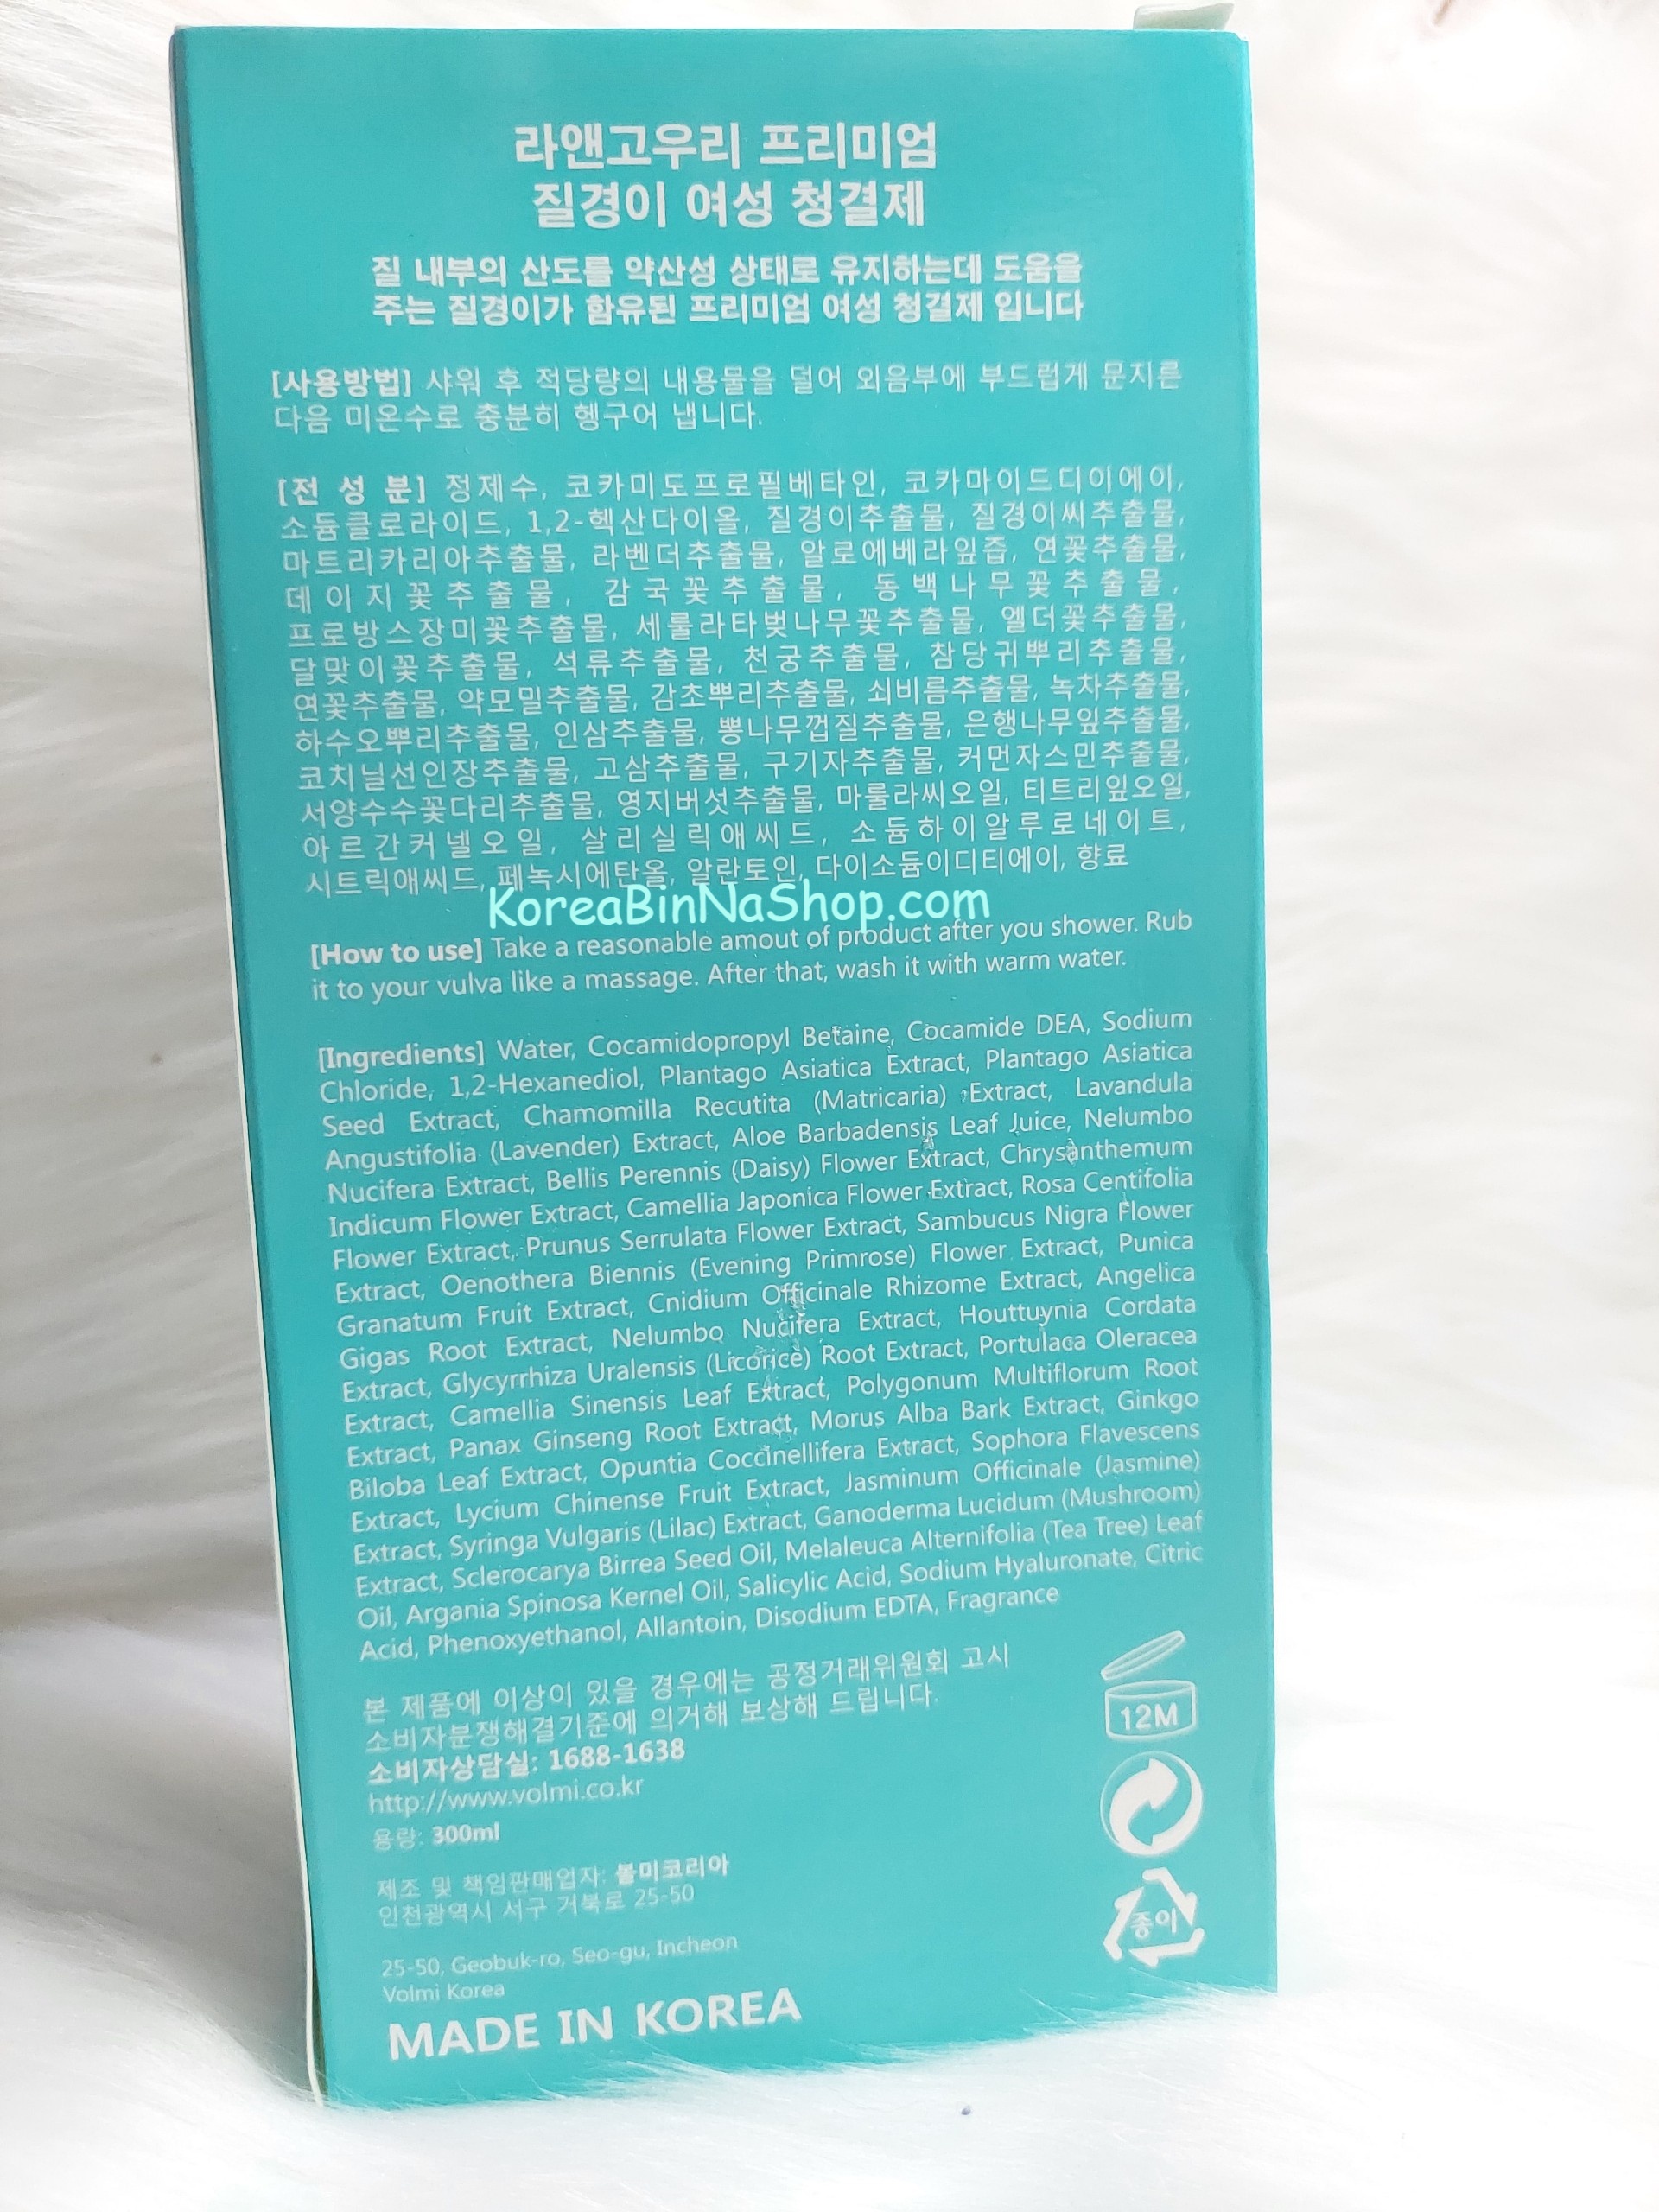 라앤고우리 프리미엄
질경이 여성 청결제
질 내부의 산도를 약산성 상태로 유지하는데 도움을
주는 질경이가 함유된 프리미엄 여성 청결제 입니다
[사용방법] 샤워 후 적당량의 내용물을 덜어 외음부에 부드럽게 문지른
다음 미온수로 충분히 헹구어 냅니다.
[전 성 분] 정제수, 코카미도프로필베타인, 코카마이드디이에이,
소듐클로라이드, 1,2-헥산다이올, 질경이추출물, 질경이씨추출물,
마트리카리아추출물, 라벤더추출물, 알로에베라잎즙, 연꽃추출물,
데이지꽃추출물, 감국꽃추출물, 동백나무꽃추출물,
프로방스장미꽃추출물, 세룰라타벚나무꽃추출물, 엘더꽃추출물,
달맞이꽃추출물, 석류추출물, 천궁추출물, 참당귀뿌리추출물,
연꽃추출물, 약모밀추출물, 감초뿌리추출물, 쇠비름추출물, 녹차추출물,
하수오뿌리추출물, 인삼추출물, 뽕나무껍질추출물, 은행나무잎추출물,
코치닐선인장추출물, 고삼추출물, 구기자추출물, 커먼자스민추출물,
서양수수꽃다리추출물, 영지버섯추출물, 마룰라씨오일, 티트리잎오일,
아르간커넬오일, 살리실릭애씨드, 소듐하이알루로네이트,
시트릭애씨드, 페녹시에탄올, 알란토인, 다이소듐이디티에이, 향료
KoreaBinNaShop.com
[How to use] Take a reasonable amout of product after you shower. Rub
it to your vulva like a massage. After that, wash it with warm water.
[Ingredients] Water, Cocamidopropyl Betaine, Cocamide DEA, Sodium
Chloride, 1,2-Hexanediol, Plantago Asiatica Extract, Plantago Asiatica
Seed Extract, Chamomilla Recutita (Matricaria) Extract, Lavandula
Angustifolia (Lavender) Extract, Aloe Barbadensis Leaf Juice, Nelumbo
Nucifera Extract, Bellis Perennis (Daisy) Flower Extract, Chrysanthemum
Indicum Flower Extract, Camellia Japonica Flower Extract, Rosa Centifolia
Flower Extract, Prunus Serrulata Flower Extract, Sambucus Nigra Flower
Extract, Oenothera Biennis (Evening Primrose) Flower Extract, Punica
Granatum Fruit Extract, Cnidium Officinale Rhizome Extract, Angelica
Gigas Root Extract, Nelumbo Nucifera Extract, Houttuynia Cordata
Extract, Glycyrrhiza Uralensis (Licorice) Root Extract, Portulaca Oleracea
Extract, Camellia Sinensis Leaf Extract, Polygonum Multiflorum Root
Extract, Panax Ginseng Root Extract, Morus Alba Bark Extract, Ginkgo
Biloba Leaf Extract, Opuntia Coccinellifera Extract, Sophora Flavescens
Extract, Lycium Chinense Fruit Extract, Jasminum Officinale (Jasmine)
Extract, Syringa Vulgaris (Lilac) Extract, Ganoderma Lucidum (Mushroom)
Extract, Sclerocarya Birrea Seed Oil, Melaleuca Alternifolia (Tea Tree) Leaf
Oil, Argania Spinosa Kernel Oil, Salicylic Acid, Sodium Hyaluronate, Citric
Acid, Phenoxyethanol, Allantoin, Disodium EDTA, Fragrance
본 제품에 이상이 있을 경우에는 공정거래위원회 고시
소비자분쟁해결기준에 의거해 보상해 드립니다.
소비자상담실: 1688-1638
http://www.volmi.co.kr
용량: 300ml
12M
제조 및 책임판매업자: 볼미코리아
인천광역시 서구 거북로 25-50
종이
25-50, Geobuk-ro, Seo-gu, Incheon
Volmi Korea
MADE IN KOREA